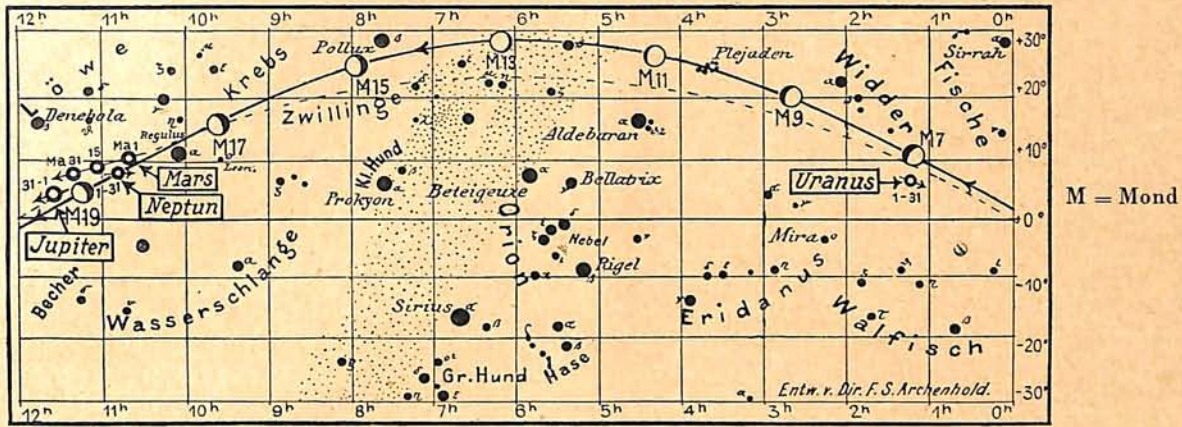 12h 11h 10h 9h 8h 7h 6h 5h 4h 3h 2h 1h 0h
+30°
+20°
+10°
+0°
-10°
-20°
-30°
Löwe
Denebola
Regulus
Krebs
Pollux
Zwillinge
M13
M15
M17
M19
M11
M9
M7
Plejaden
Widder
Fische
Sirrah
Aldebaran
Ma31 15 Ma1
Mars
31-1
1-31
Neptun
Jupiter
Kl. Hund
Prokyon
Beteigeuze
Bellatrix
Orion
Nebel
Rigel
Uranus
1-31
Mira
Becher
Wasserschlange
Sirius
Gr. Hund
Hase
Eridanus
Walfisch
Entw. v. Dir. F. S. Archenhold.
12h 11h 10h 9h 8h 7h 6h 5h 4h 3h 2h 1h 0h
M = Mond